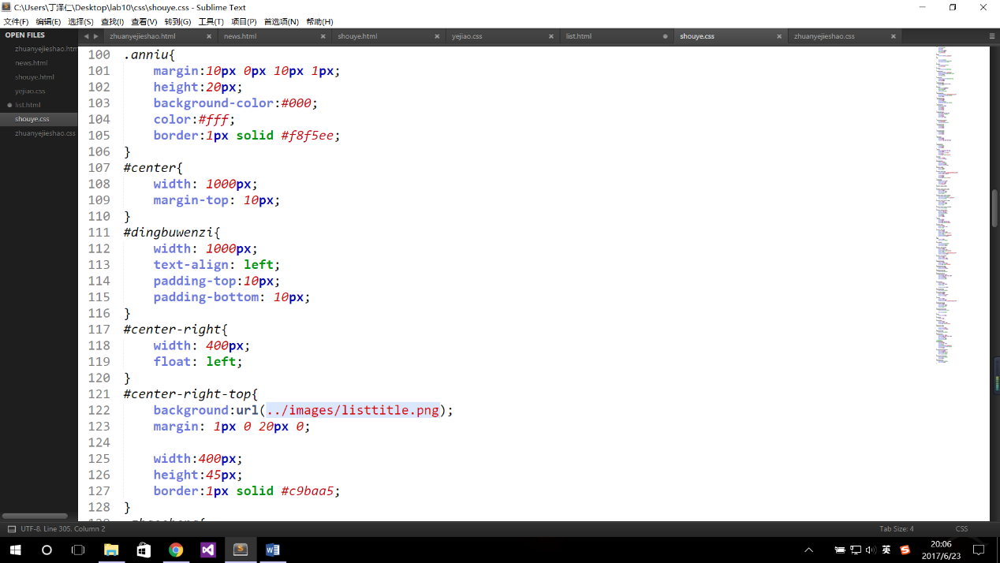 C:\Users\丁泽仁\Desktop\lab10\css\shouye.css - Sublime Text
文件(F) 编辑(E) 选择(S) 查找(I) 查看(V) 转到(G) 工具(T) 项目(P) 首选项(N) 帮助(H)
OPEN FILES
zhuanyejieshao.htm
news.html
shouye.html
yejiao.css
list.html
shouye.css
zhuanyejieshao.css
zhuanyejieshao.html news.html shouye.html yejiao.css list.html shouye.css zhuanyejieshao.css
100 .anniu{
101 margin:10px 0px 10px 1px;
102 height:20px;
103 background-color:#000;
104 color:#fff;
105 border:1px solid #f8f5ee;
106 }
107 #center{
108 width: 1000px;
109 margin-top: 10px;
110 }
111 #dingbuwenzi{
112 width: 1000px;
113 text-align: left;
114 padding-top:10px;
115 padding-bottom: 10px;
116 }
117 #center-right{
118 width: 400px;
119 float: left;
120 }
121 #center-right-top{
122 background:url(../images/listtitle.png);
123 margin: 1px 0 20px 0;
124
125 width:400px;
126 height:45px;
127 border:1px solid #c9baa5;
128 }
UTF-8, Line 305, Column 2
Tab Size: 4 CSS
英
20:06
2017/6/23